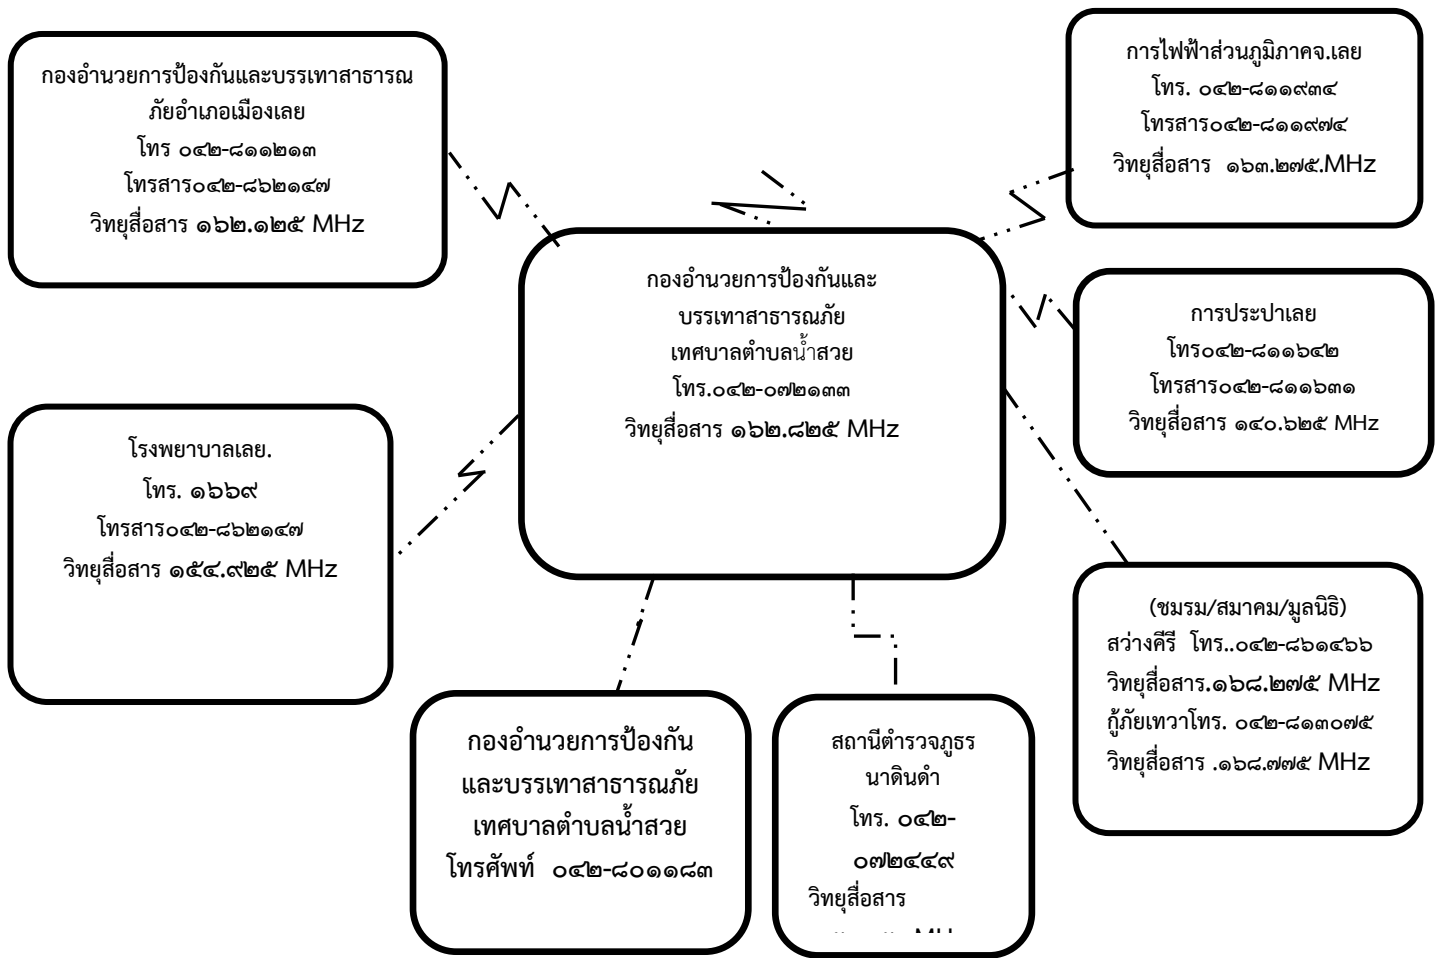 กองอำนวยการป้องกันและบรรเทาสาธารณ
ภัยอำเภอเมืองเลย
โทร ๐๔๒-๘๑๑๒๑๓
โทรสาร๐๔๒-๘๖๒๑๔๗
วิทยุสื่อสาร ๑๖๒.๑๒๕ MHz
การไฟฟ้าส่วนภูมิภาคจ.เลย
โทร. ๐๔๒-๘๑๑๙๓๔
โทรสาร๐๔๒-๘๑๑๙๗๔
วิทยุสื่อสาร ๑๖๓.๒๗๕.MHz
กองอำนวยการป้องกันและ
บรรเทาสาธารณภัย
เทศบาลตำบลน้ำสวย
โทร.๐๔๒-๐๗๒๑๓๓
วิทยุสื่อสาร ๑๖๒.๘๒๕ MHz
การประปาเลย
โทร๐๔๒-๘๑๑๖๔๒
โทรสาร๐๔๒-๘๑๑๖๓๑
วิทยุสื่อสาร ๑๔๐.๖๒๕ MHz
โรงพยาบาลเลย.
โทร. ๑๖๖๙
โทรสาร๐๔๒-๘๖๒๑๔๗
วิทยุสื่อสาร ๑๕๔.๙๒๕ MHz
(ชมรม/สมาคม/มูลนิธิ)
สว่างคีรี โทร..๐๔๒-๘๖๑๔๖๖
วิทยุสื่อสาร.๑๖๘.๒๗๕ MHz
กู้ภัยเทวาโทร. ๐๔๒-๘๑๓๐๗๕
วิทยุสื่อสาร .๑๖๘.๗๗๕ MHz
กองอำนวยการป้องกัน
และบรรเทาสาธารณภัย
เทศบาลตำบลน้ำสวย
โทรศัพท์ ๐๔๒-๘๐๑๑๘๓
สถานีตำรวจภูธร
นาดินดำ
โทร. ๐๔๒-
๐๗๒๔๔๙
วิทยุสื่อสาร